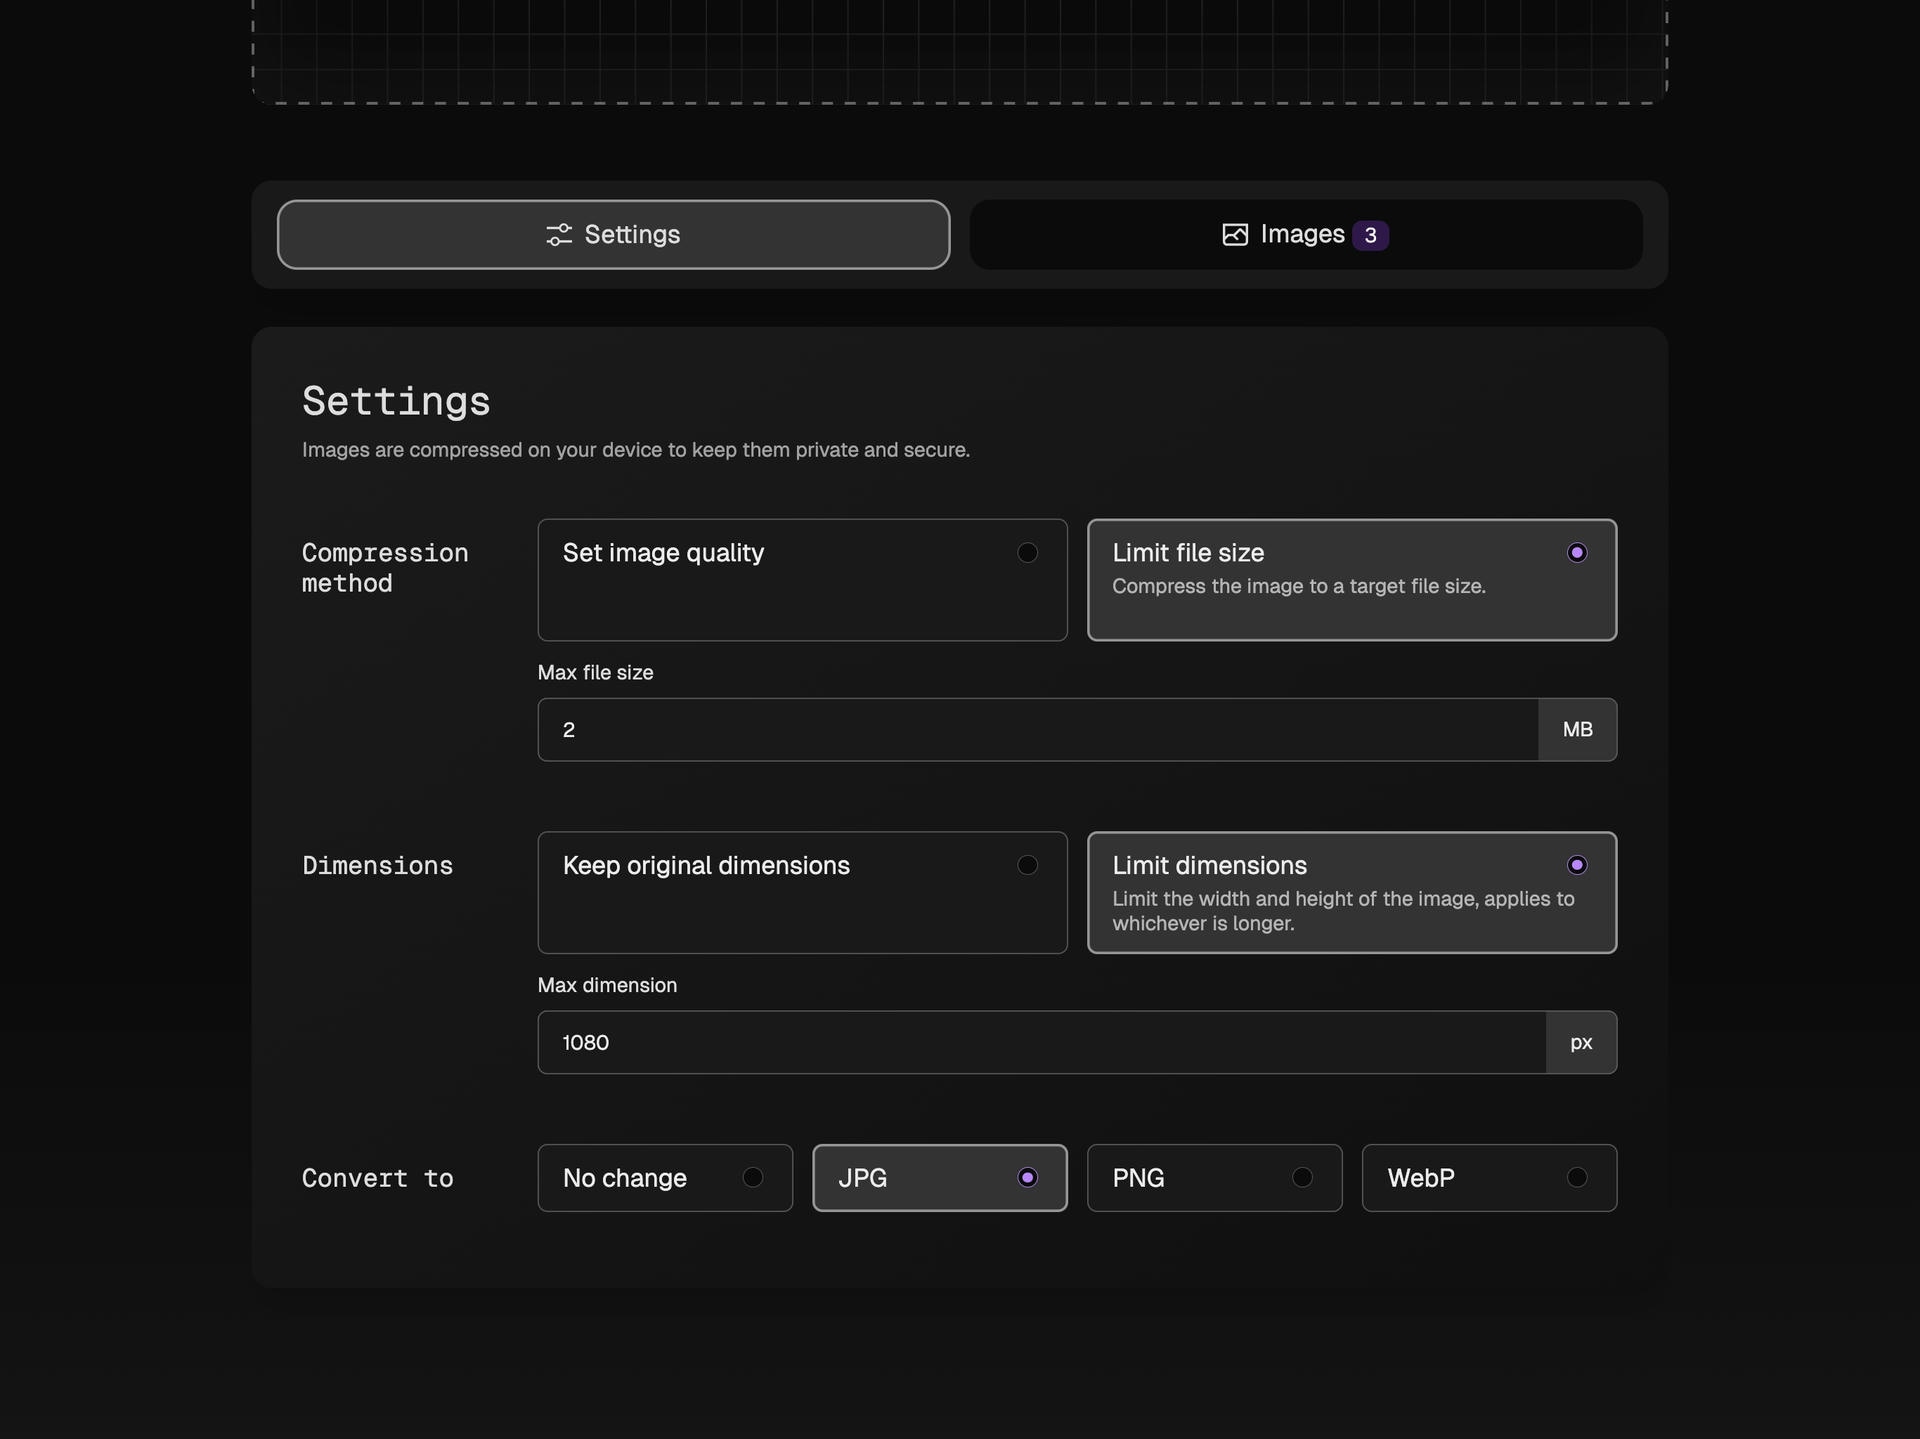 Settings
Images 3
Settings
Images are compressed on your device to keep them private and secure.
Compression
method
Set image quality
Limit file size
Compress the image to a target file size.
Max file size
2
MB
Dimensions
Keep original dimensions
Limit dimensions
Limit the width and height of the image, applies to
whichever is longer.
Max dimension
1080
px
Convert to
No change
JPG
PNG
WebP